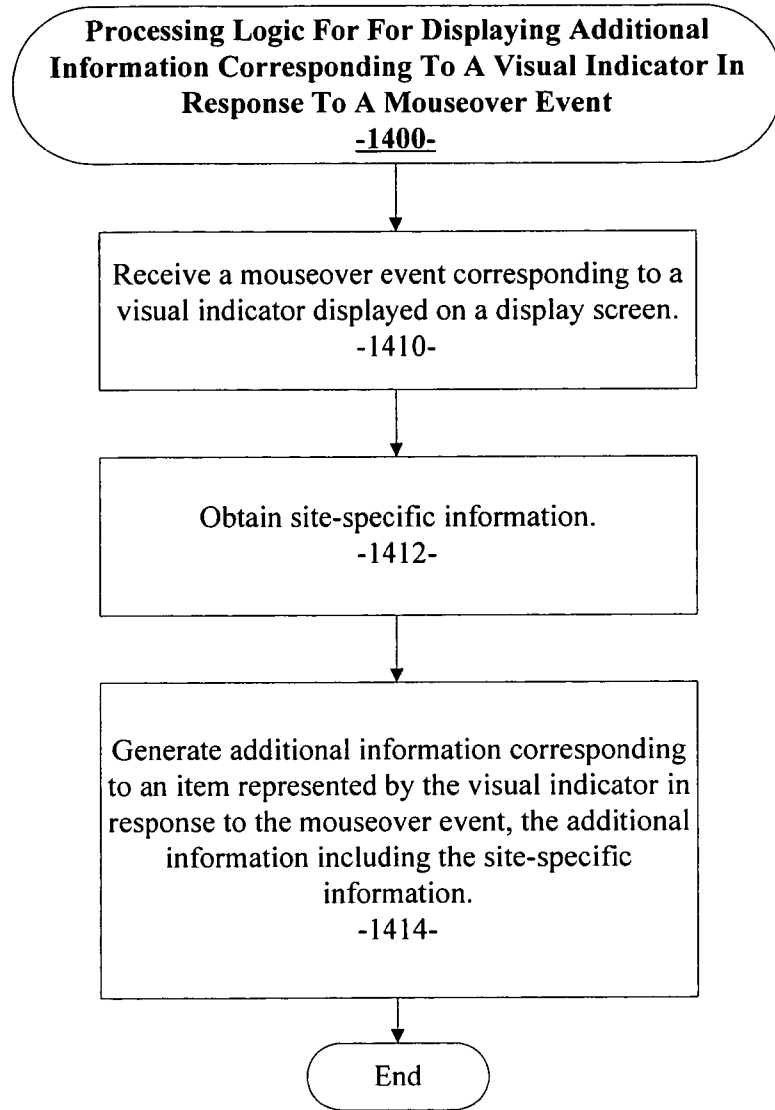 Processing Logic For For Displaying Additional
Information Corresponding To A Visual Indicator In
Response To A Mouseover Event
-1400-
Receive a mouseover event corresponding to a
visual indicator displayed on a display screen.
-1410-
Obtain site-specific information.
-1412-
Generate additional information corresponding
to an item represented by the visual indicator in
response to the mouseover event, the additional
information including the site-specific
information.
-1414-
End